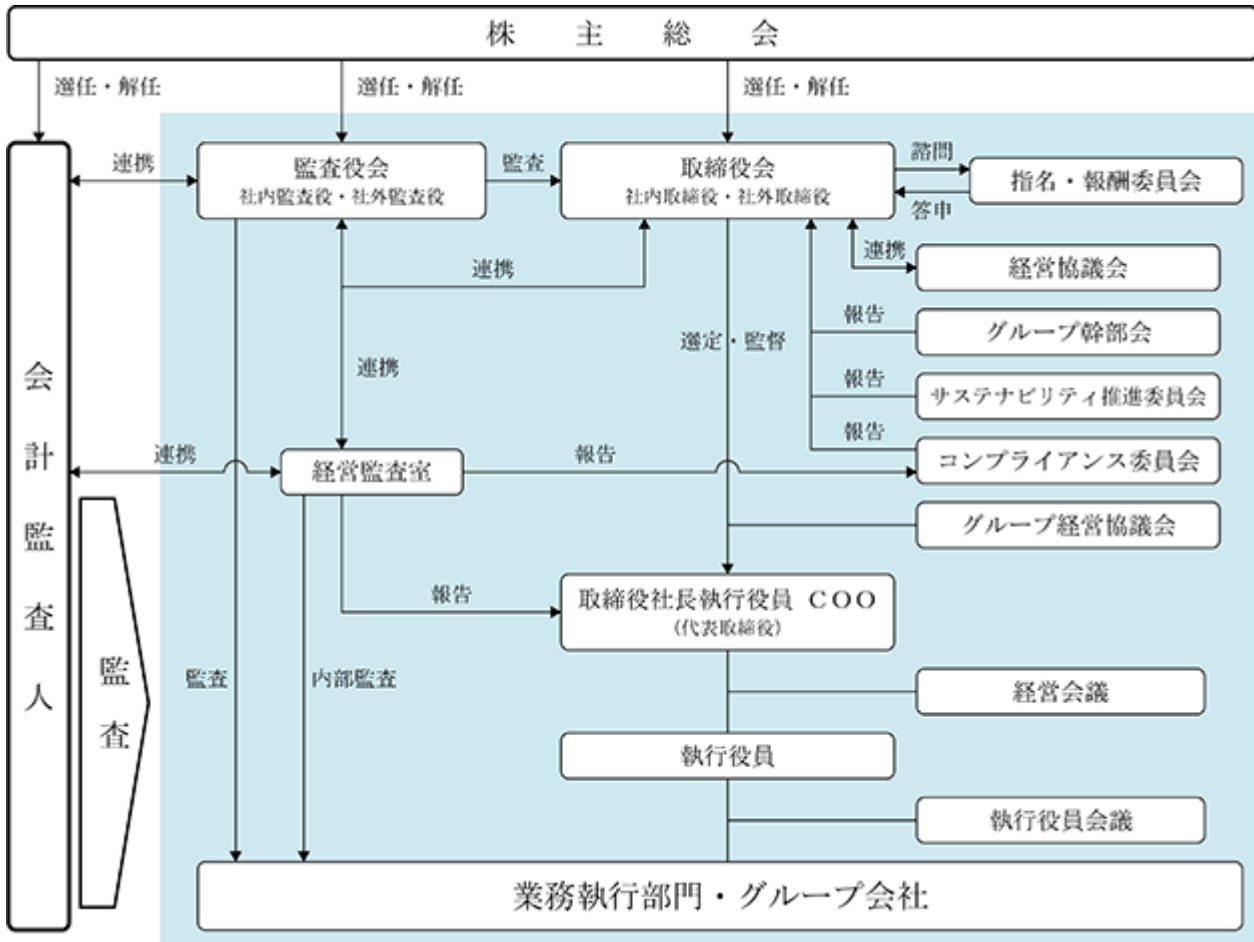 株主総会
選任・解任
選任・解任
選任・解任
連携
監査役会
社内監査役・社外監査役
監査
取締役会
社内取締役・社外取締役
諮問
答申
指名・報酬委員会
連携
連携
経営協議会
報告
グループ幹部会
選定・監督
連携
報告
サステナビリティ推進委員会
報告
コンプライアンス委員会
連携
経営監査室
報告
グループ経営協議会
会計監査人
監査
報告
取締役社長執行役員 COO
(代表取締役)
監査
内部監査
経営会議
執行役員
執行役員会議
業務執行部門・グループ会社